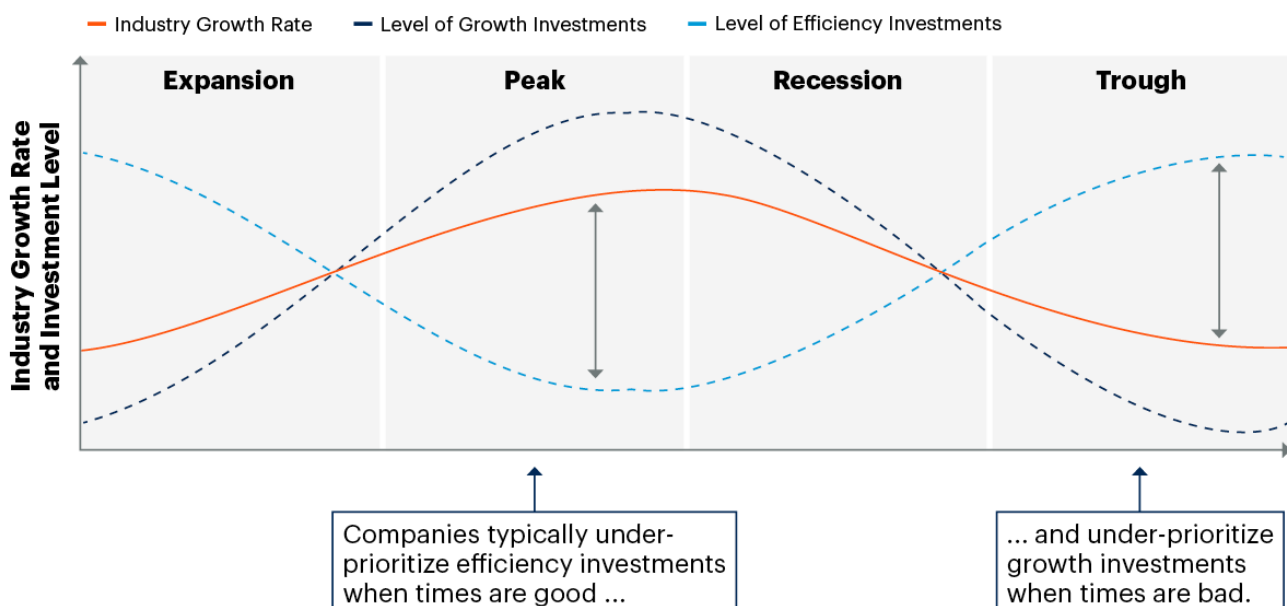 Industry Growth Rate
Level of Growth Investments
Level of Efficiency Investments
Expansion
Peak
Recession
Trough
Industry Growth Rate
and Investment Level
Companies typically under-
prioritize efficiency investments
when times are good ...
... and under-prioritize
growth investments
when times are bad.